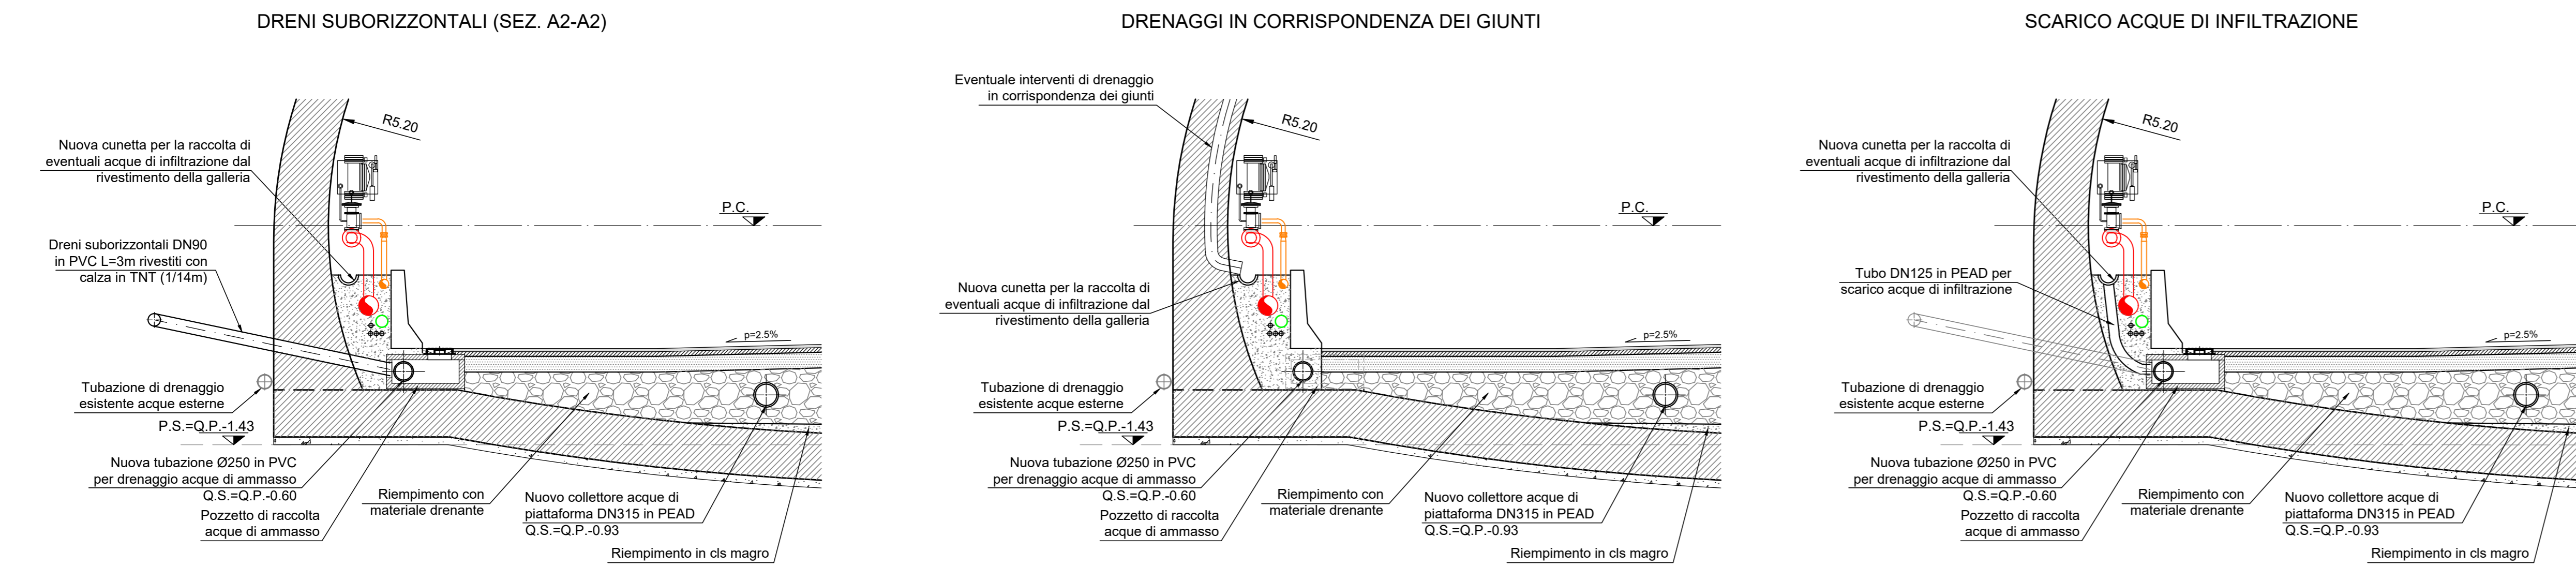 DRENI SUBORIZZONTALI (SEZ. A2-A2)
R5.20
Nuova cunetta per la raccolta di
eventuali acque di infiltrazione dal
rivestimento della galleria
P.C.
Dreni suborizzontali DN90
in PVC L=3m rivestiti con
calza in TNT (1/14m)
p=2.5%
Tubazione di drenaggio
esistente acque esterne
P.S.=Q.P.-1.43
Nuova tubazione Ø250 in PVC
per drenaggio acque di ammasso
Q.S.=Q.P.-0.60
Pozzetto di raccolta
acque di ammasso
Riempimento con
materiale drenante
Nuovo collettore acque di
piattaforma DN315 in PEAD
Q.S.=Q.P.-0.93
Riempimento in cls magro
DRENAGGI IN CORRISPONDENZA DEI GIUNTI
Eventuale interventi di drenaggio
in corrispondenza dei giunti
R5.20
P.C.
Nuova cunetta per la raccolta di
eventuali acque di infiltrazione dal
rivestimento della galleria
p=2.5%
Tubazione di drenaggio
esistente acque esterne
P.S.=Q.P.-1.43
Nuova tubazione Ø250 in PVC
per drenaggio acque di ammasso
Q.S.=Q.P.-0.60
Pozzetto di raccolta
acque di ammasso
Riempimento con
materiale drenante
Nuovo collettore acque di
piattaforma DN315 in PEAD
Q.S.=Q.P.-0.93
Riempimento in cls magro
SCARICO ACQUE DI INFILTRAZIONE
R5.20
Nuova cunetta per la raccolta di
eventuali acque di infiltrazione dal
rivestimento della galleria
P.C.
Tubo DN125 in PEAD per
scarico acque di infiltrazione
p=2.5%
Tubazione di drenaggio
esistente acque esterne
P.S.=Q.P.-1.43
Nuova tubazione Ø250 in PVC
per drenaggio acque di ammasso
Q.S.=Q.P.-0.60
Pozzetto di raccolta
acque di ammasso
Riempimento con
materiale drenante
Nuovo collettore acque di
piattaforma DN315 in PEAD
Q.S.=Q.P.-0.93
Riempimento in cls magro